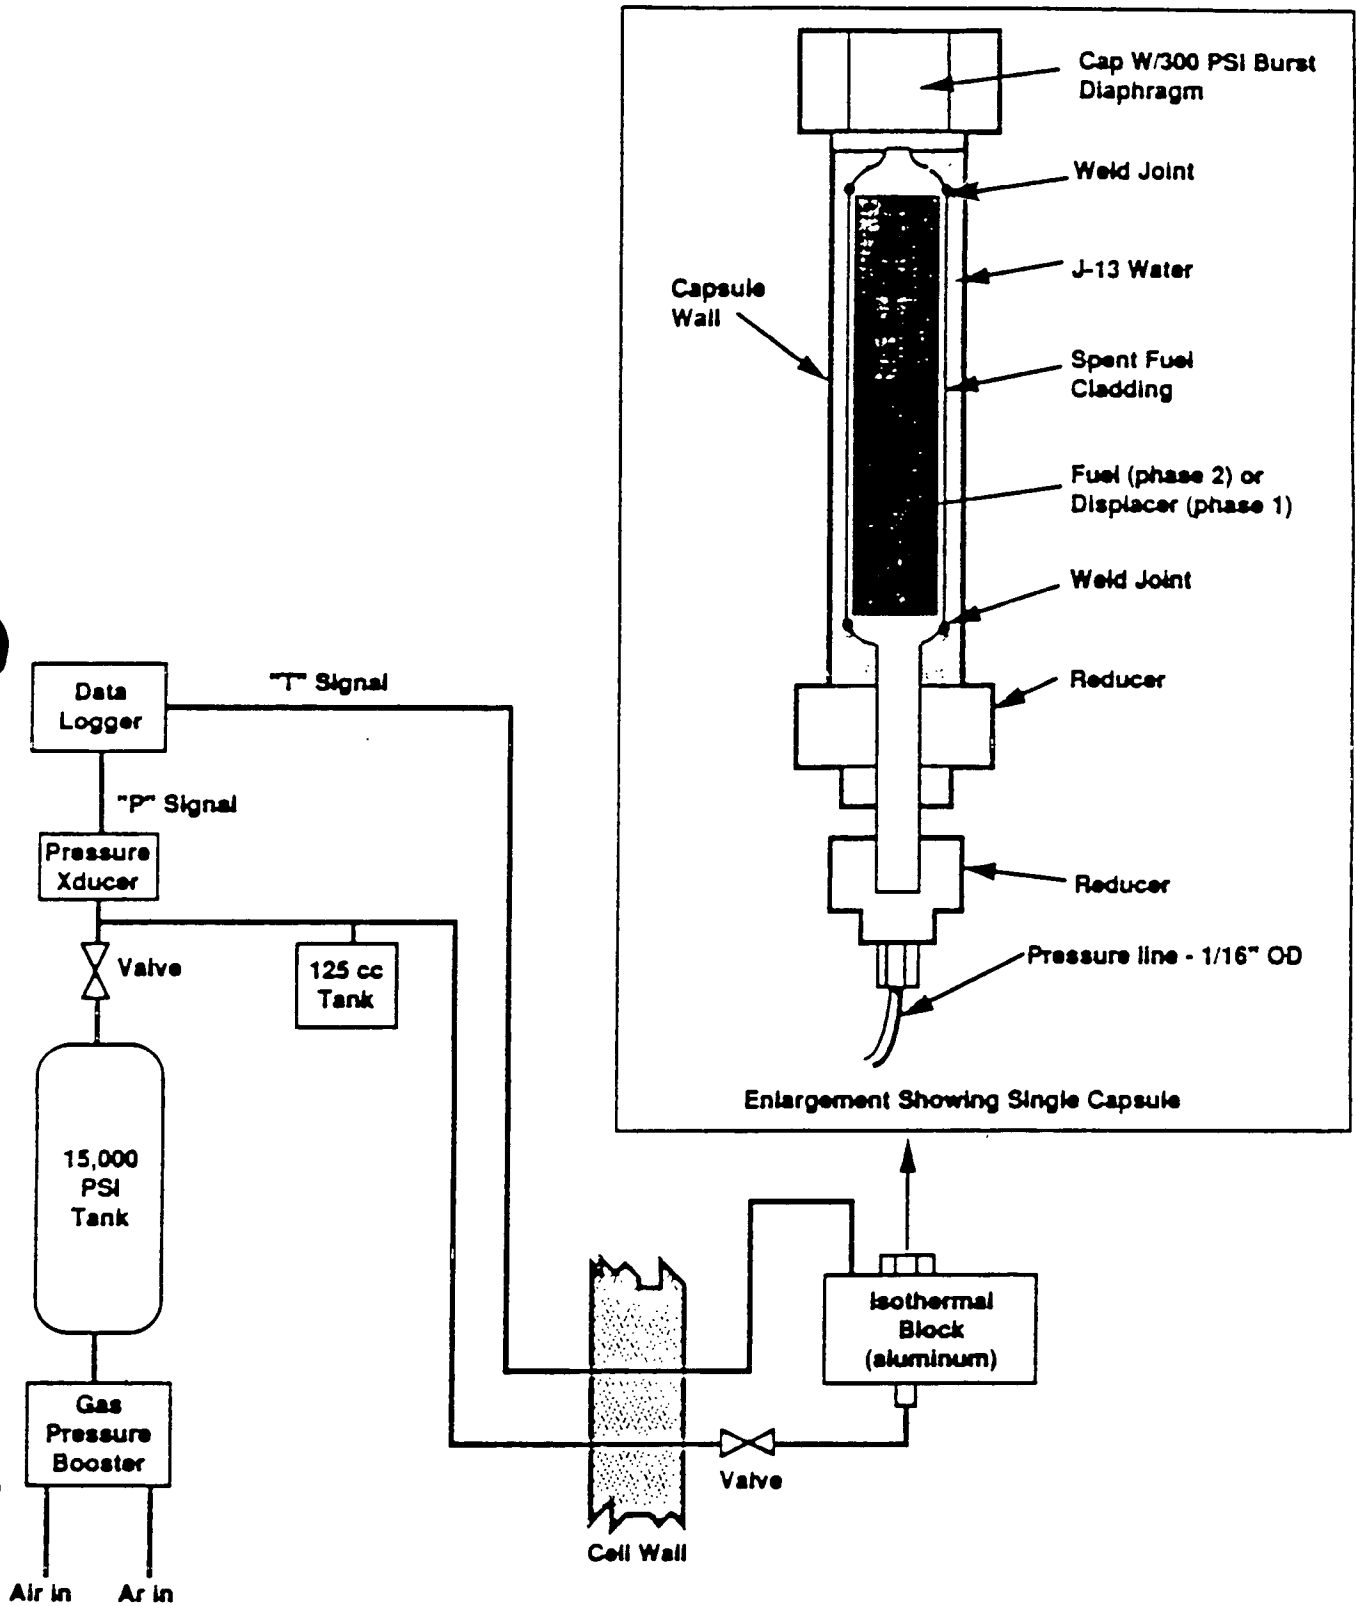 Cap W/300 PSI Burst
Diaphragm
Weld Joint
J-13 Water
Capsule
Wall
Spent Fuel
Cladding
Fuel (phase 2) or
Displacer (phase 1)
Weld Joint
Reducer
Reducer
Pressure line - 1/16" OD
Enlargement Showing Single Capsule
Data
Logger
"T" Signal
"P" Signal
Pressure
Xducer
Valve
125 cc
Tank
15,000
PSI
Tank
Gas
Pressure
Booster
Air in
Ar in
Isothermal
Block
(aluminum)
Valve
Cell Wall